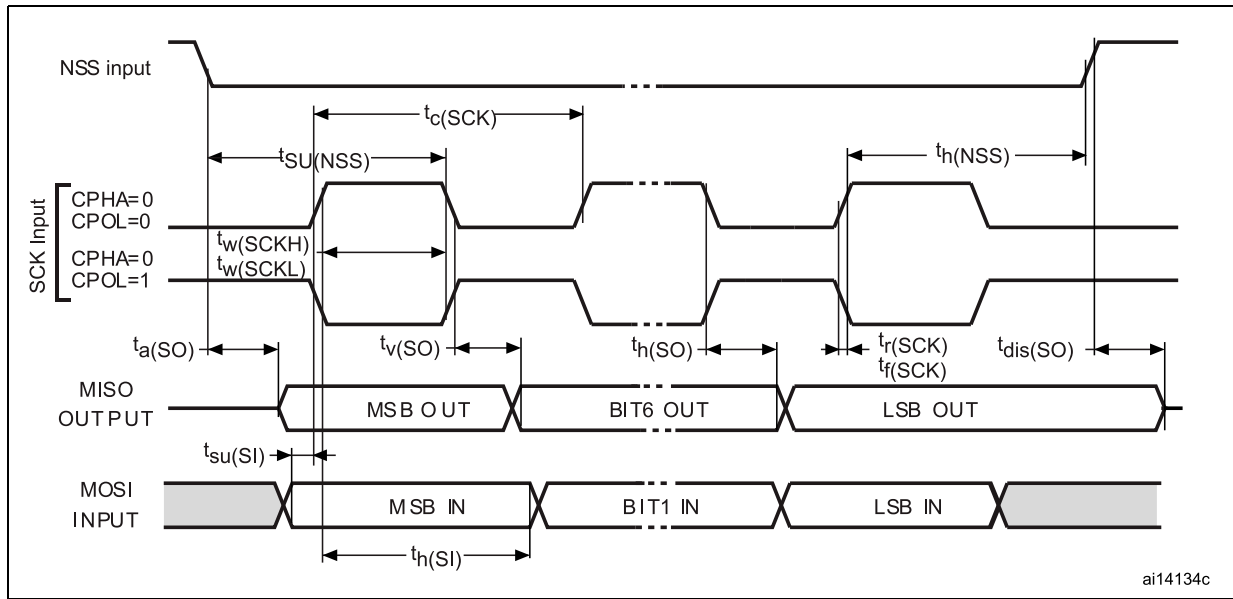 NSS input
tc(SCK)
tSU(NSS)
th(NSS)
SCK Input
CPHA=0
CPOL=0
tw(SCKH)
CPHA=0
tw(SCKL)
CPOL=1
ta(SO)
tv(SO)
th(SO)
tr(SCK)
tf(SCK)
tdis(SO)
MISO
OUTPUT
MSB OUT
BIT6 OUT
LSB OUT
tsu(SI)
MOSI
INPUT
MSB IN
BIT1 IN
LSB IN
th(SI)
ai14134c